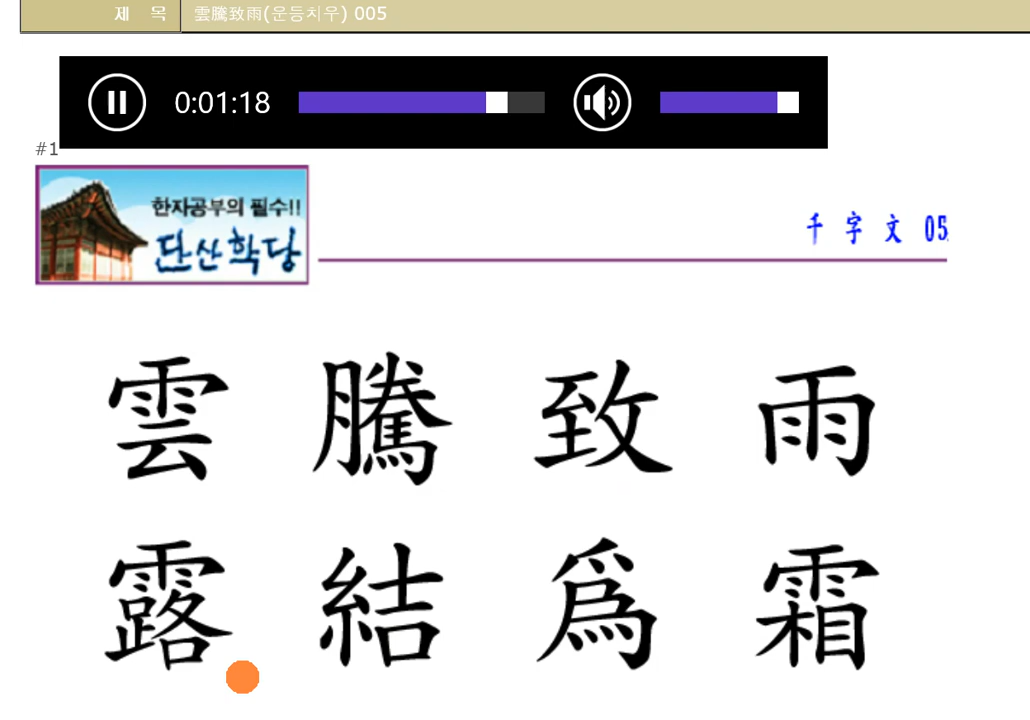 제 목 雲騰致雨(운등치우) 005
0:01:18
#1
한자공부의 필수!!
단산학당
千字文 05
雲騰致雨
露結爲霜